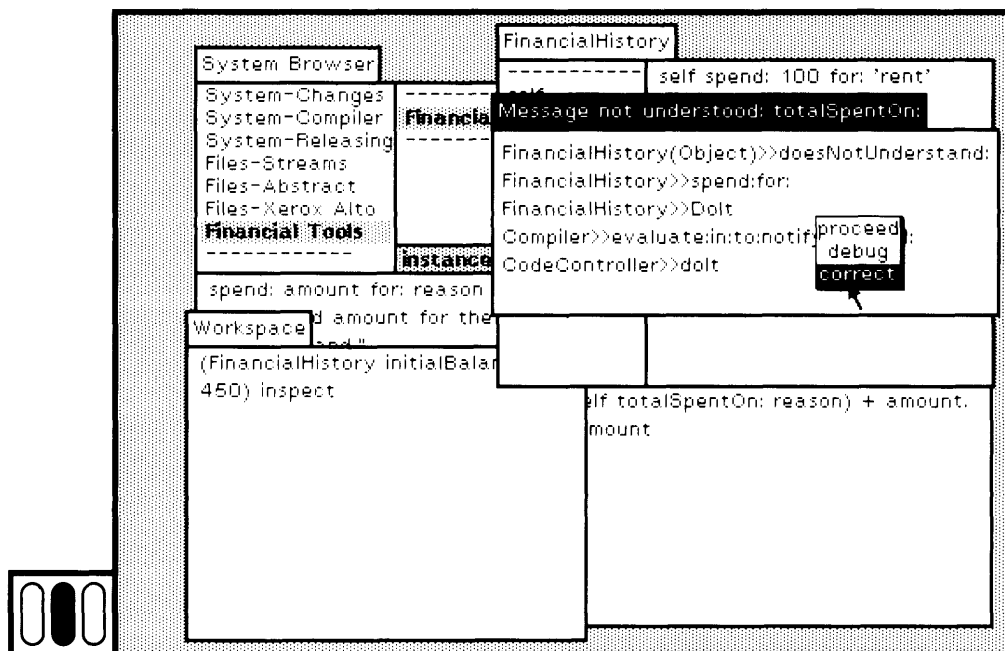 System Browser
System-Changes
System-Compiler
System-Releasing
Files-Streams
Files-Abstract
Files-Xerox Alto
Financial Tools
-------------
Financial
instance
spend: amount for: reason
d amount for the
FinancialHistory
self spend: 100 for: 'rent'
Message not understood: totalSpentOn:
FinancialHistory(Object)>>doesNotUnderstand:
FinancialHistory>>spend:for:
FinancialHistory>>DoIt
Compiler>>evaluate:in:to:notify
CodeController>>doIt
proceed
debug
correct
Workspace
(FinancialHistory initialBalan
450) inspect
elf totalSpentOn: reason) + amount.
mount